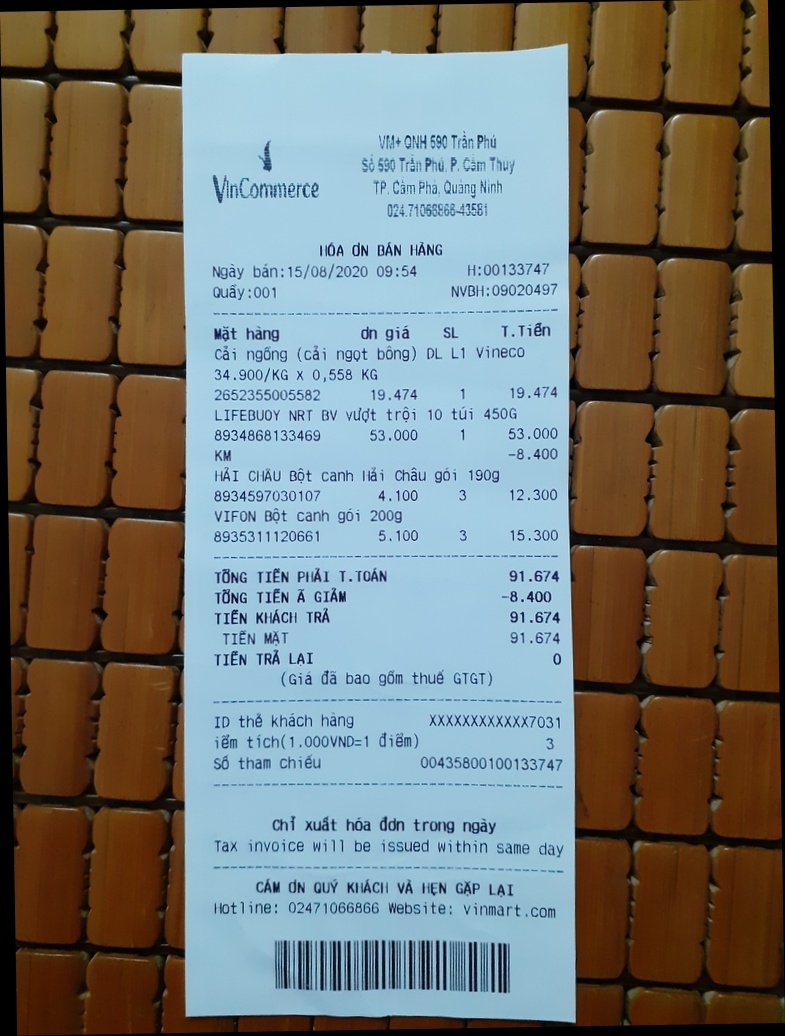 VinCommerce
VM+ QNH 590 Trần Phú
Số 590 Trần Phú, P. Cẩm Thuỷ
TP. Cẩm Phả, Quảng Ninh
024.71066866-43581
HÓA ƠN BÁN HÀNG
Ngày bán:15/08/2020 09:54 H:00133747
Quầy:001 NVBH:09020497
Mặt hàng ơn giá SL T.Tiền
Cải ngồng (cải ngọt bông) DL L1 Vineco
34.900/KG X 0,558 KG
2652355005582 19.474 1 19.474
LIFEBUOY NRT BV vượt trội 10 túi 450G
8934868133469 53.000 1 53.000
KM -8.400
HẢI CHÂU Bột canh Hải Châu gói 190g
8934597030107 4.100 3 12.300
VIFON Bột canh gói 200g
8935311120661 5.100 3 15.300
TỔNG TIỀN PHẢI T.TOÁN 91.674
TỔNG TIỀN Ã GIẢM -8.400
TIỀN KHÁCH TRẢ 91.674
TIỀN MẶT 91.674
TIỀN TRẢ LẠI 0
(Giá đã bao gồm thuế GTGT)
ID thẻ khách hàng XXXXXXXXXXXX7031
iểm tích(1.000VND=1 điểm) 3
Số tham chiếu 00435800100133747
Chỉ xuất hóa đơn trong ngày
Tax invoice will be issued within same day
CẢM ƠN QUÝ KHÁCH VÀ HẸN GẶP LẠI
Hotline: 02471066866 Website: vinmart.com